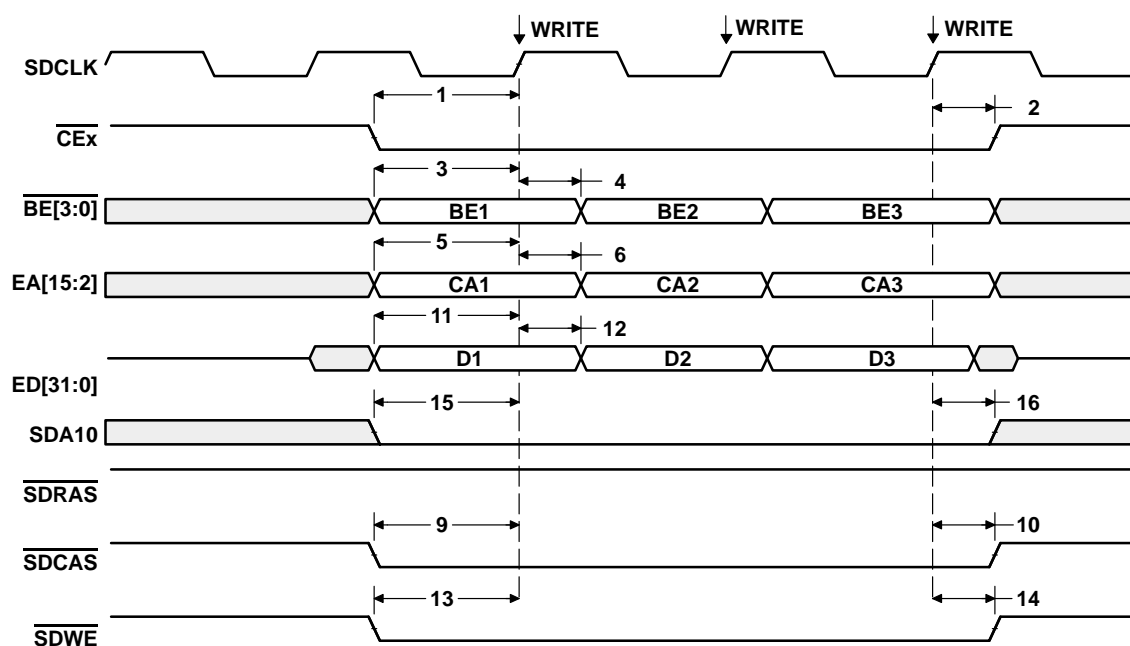 WRITE WRITE WRITE
SDCLK
1 2
CEx
3 4
BE[3:0] BE1 BE2 BE3
5 6
EA[15:2] CA1 CA2 CA3
11 12
D1 D2 D3
ED[31:0]
15 16
SDA10
SDRAS
9 10
SDCAS
13 14
SDWE